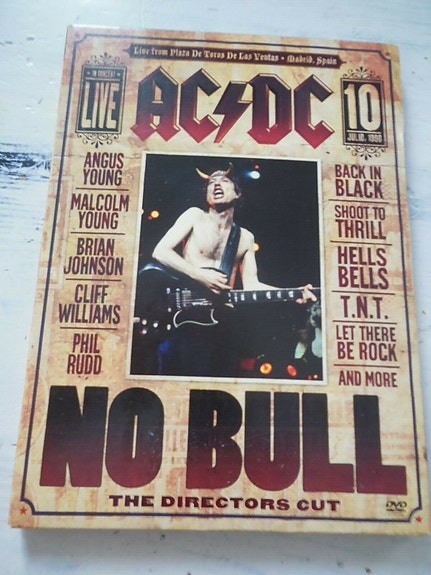 Live from Plaza De Toros De Las Ventas • Madrid, Spain
IN CONCERT
LIVE
AC/DC
10
JULIO, 1996
ANGUS
YOUNG
MALCOLM
YOUNG
BRIAN
JOHNSON
CLIFF
WILLIAMS
PHIL
RUDD
BACK IN
BLACK
SHOOT TO
THRILL
HELLS
BELLS
T.N.T.
LET THERE
BE ROCK
AND MORE
NO BULL
THE DIRECTORS CUT
DVD